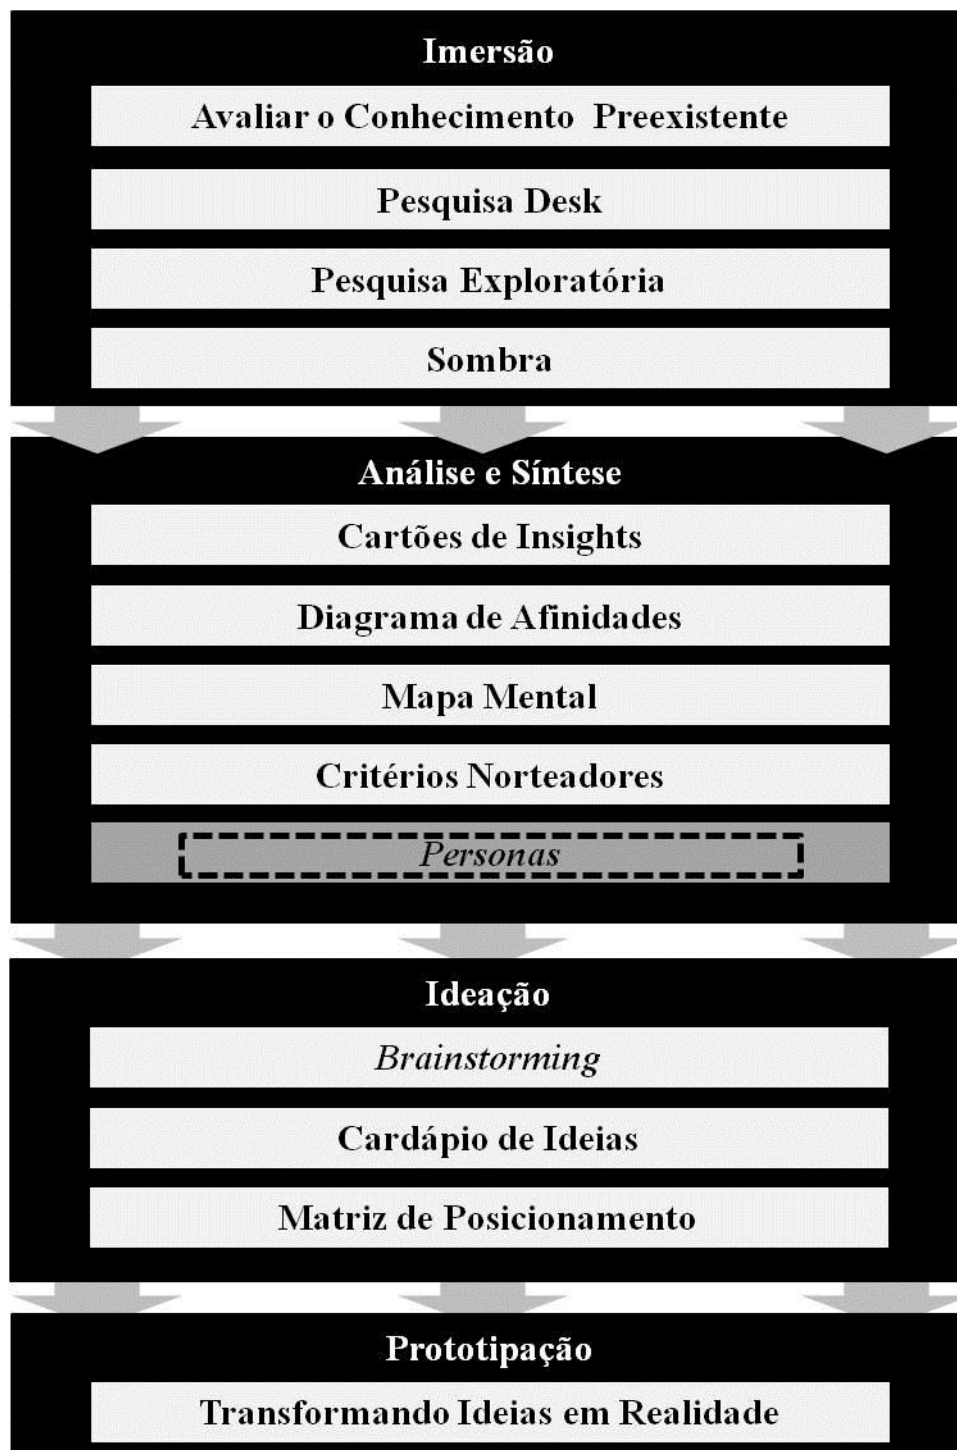 Imersão
Avaliar o Conhecimento Preexistente
Pesquisa Desk
Pesquisa Exploratória
Sombra
Análise e Síntese
Cartões de Insights
Diagrama de Afinidades
Mapa Mental
Critérios Norteadores
Personas
Ideação
Brainstorming
Cardápio de Ideias
Matriz de Posicionamento
Prototipação
Transformando Ideias em Realidade